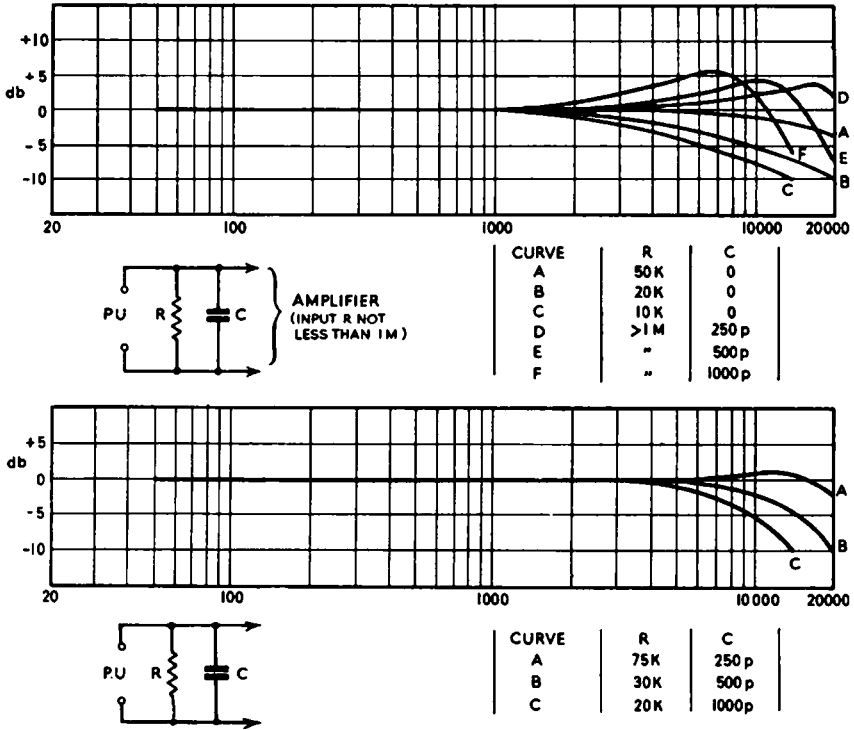 +10
+5
db
0
-5
-10
D
A
E
B
F
C
20 100 1000 10000 20000
P.U R C
AMPLIFIER
(INPUT R NOT
LESS THAN 1M)
CURVE R C
A 50K 0
B 20K 0
C 10K 0
D >1M 250p
E " 500p
F " 1000p
+5
db
0
-5
-10
A
B
C
20 100 1000 10000 20000
P.U R C
CURVE R C
A 75K 250p
B 30K 500p
C 20K 1000p